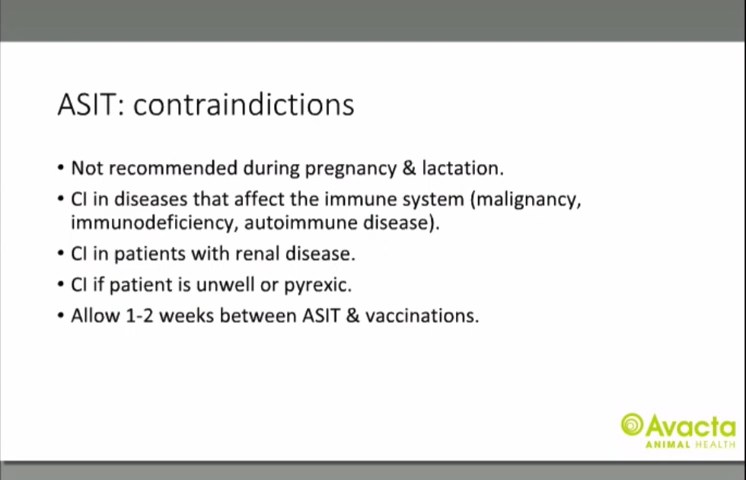 ASIT: contraindictions
• Not recommended during pregnancy & lactation.
• CI in diseases that affect the immune system (malignancy,
immunodeficiency, autoimmune disease).
• CI in patients with renal disease.
• CI if patient is unwell or pyrexic.
• Allow 1-2 weeks between ASIT & vaccinations.
Avacta
ANIMAL HEALTH